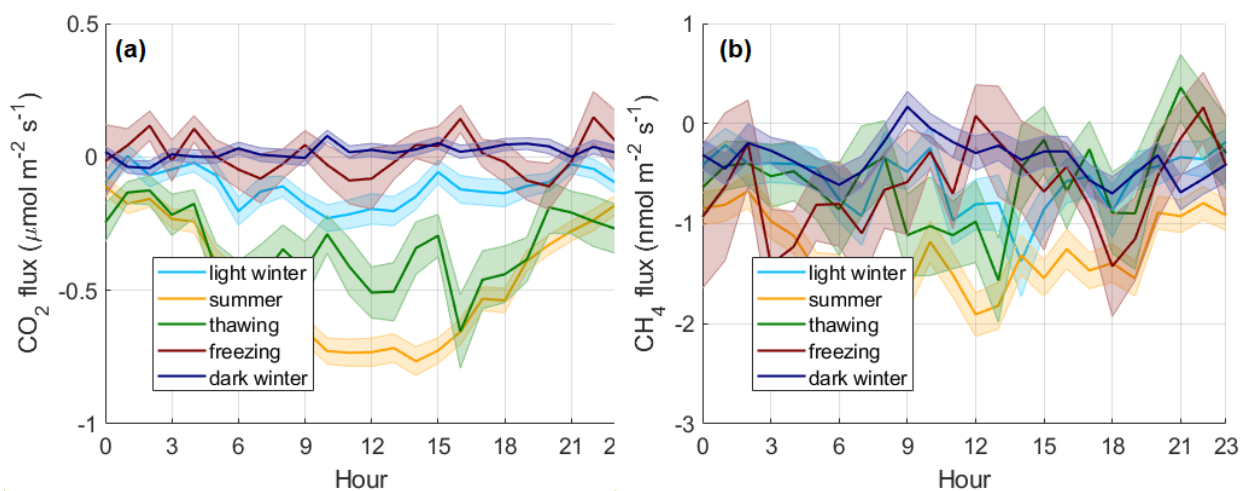 (a)
0.5
0
-0.5
-1
CO2 flux (μmol m-2 s-1)
light winter
summer
thawing
freezing
dark winter
0 3 6 9 12 15 18 21 2
Hour
(b)
1
0
-1
-2
-3
CH4 flux (nmol m-2 s-1)
light winter
summer
thawing
freezing
dark winter
0 3 6 9 12 15 18 21 23
Hour